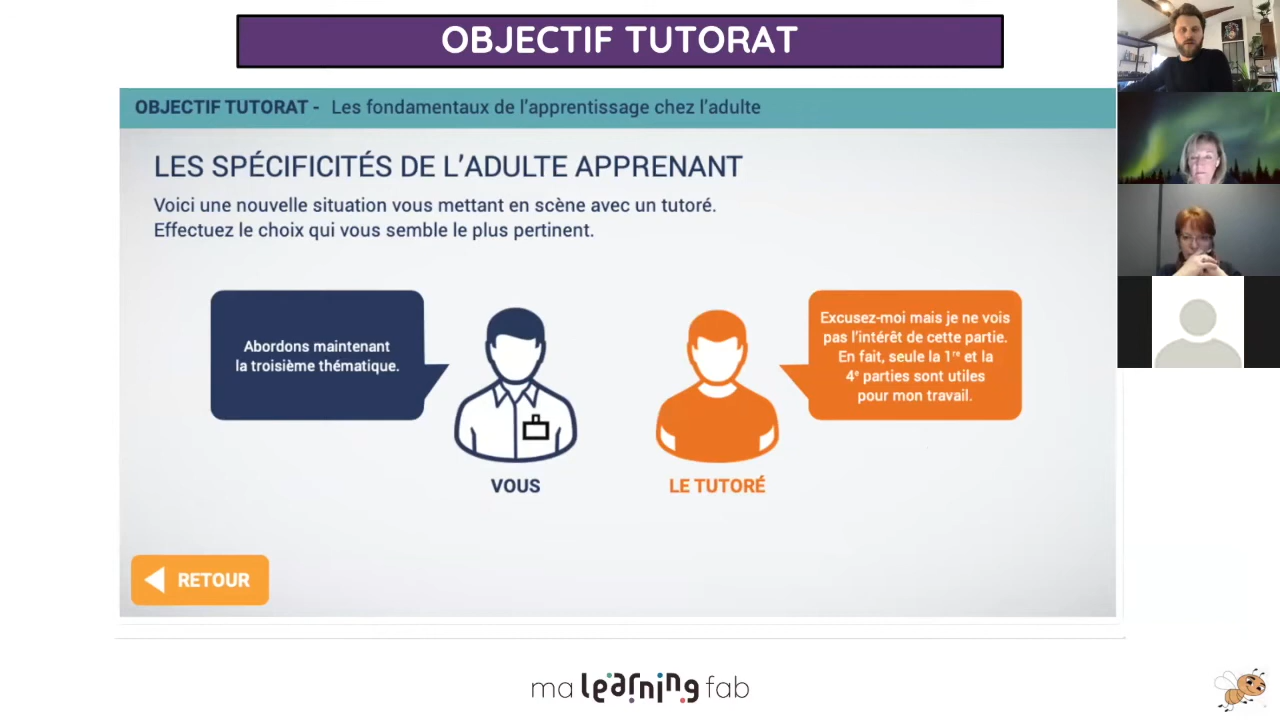 OBJECTIF TUTORAT
OBJECTIF TUTORAT - Les fondamentaux de l'apprentissage chez l'adulte
LES SPÉCIFICITÉS DE L'ADULTE APPRENANT
Voici une nouvelle situation vous mettant en scène avec un tutoré.
Effectuez le choix qui vous semble le plus pertinent.
Abordons maintenant
la troisième thématique.
Excusez-moi mais je ne vois
pas l'intérêt de cette partie.
En fait, seule la 1re et la
4e parties sont utiles
pour mon travail.
VOUS
LE TUTORÉ
RETOUR
ma learning fab